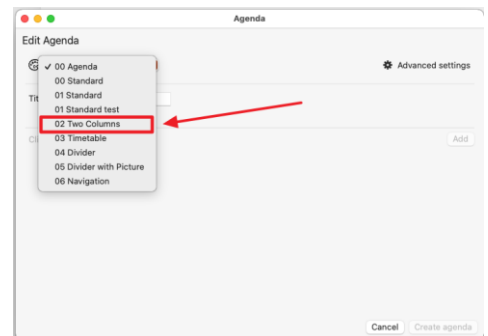 Agenda
Edit Agenda
✓ 00 Agenda
Advanced settings
00 Standard
01 Standard
01 Standard test
02 Two Columns
03 Timetable
Add
04 Divider
05 Divider with Picture
06 Navigation
Cancel
Create agenda